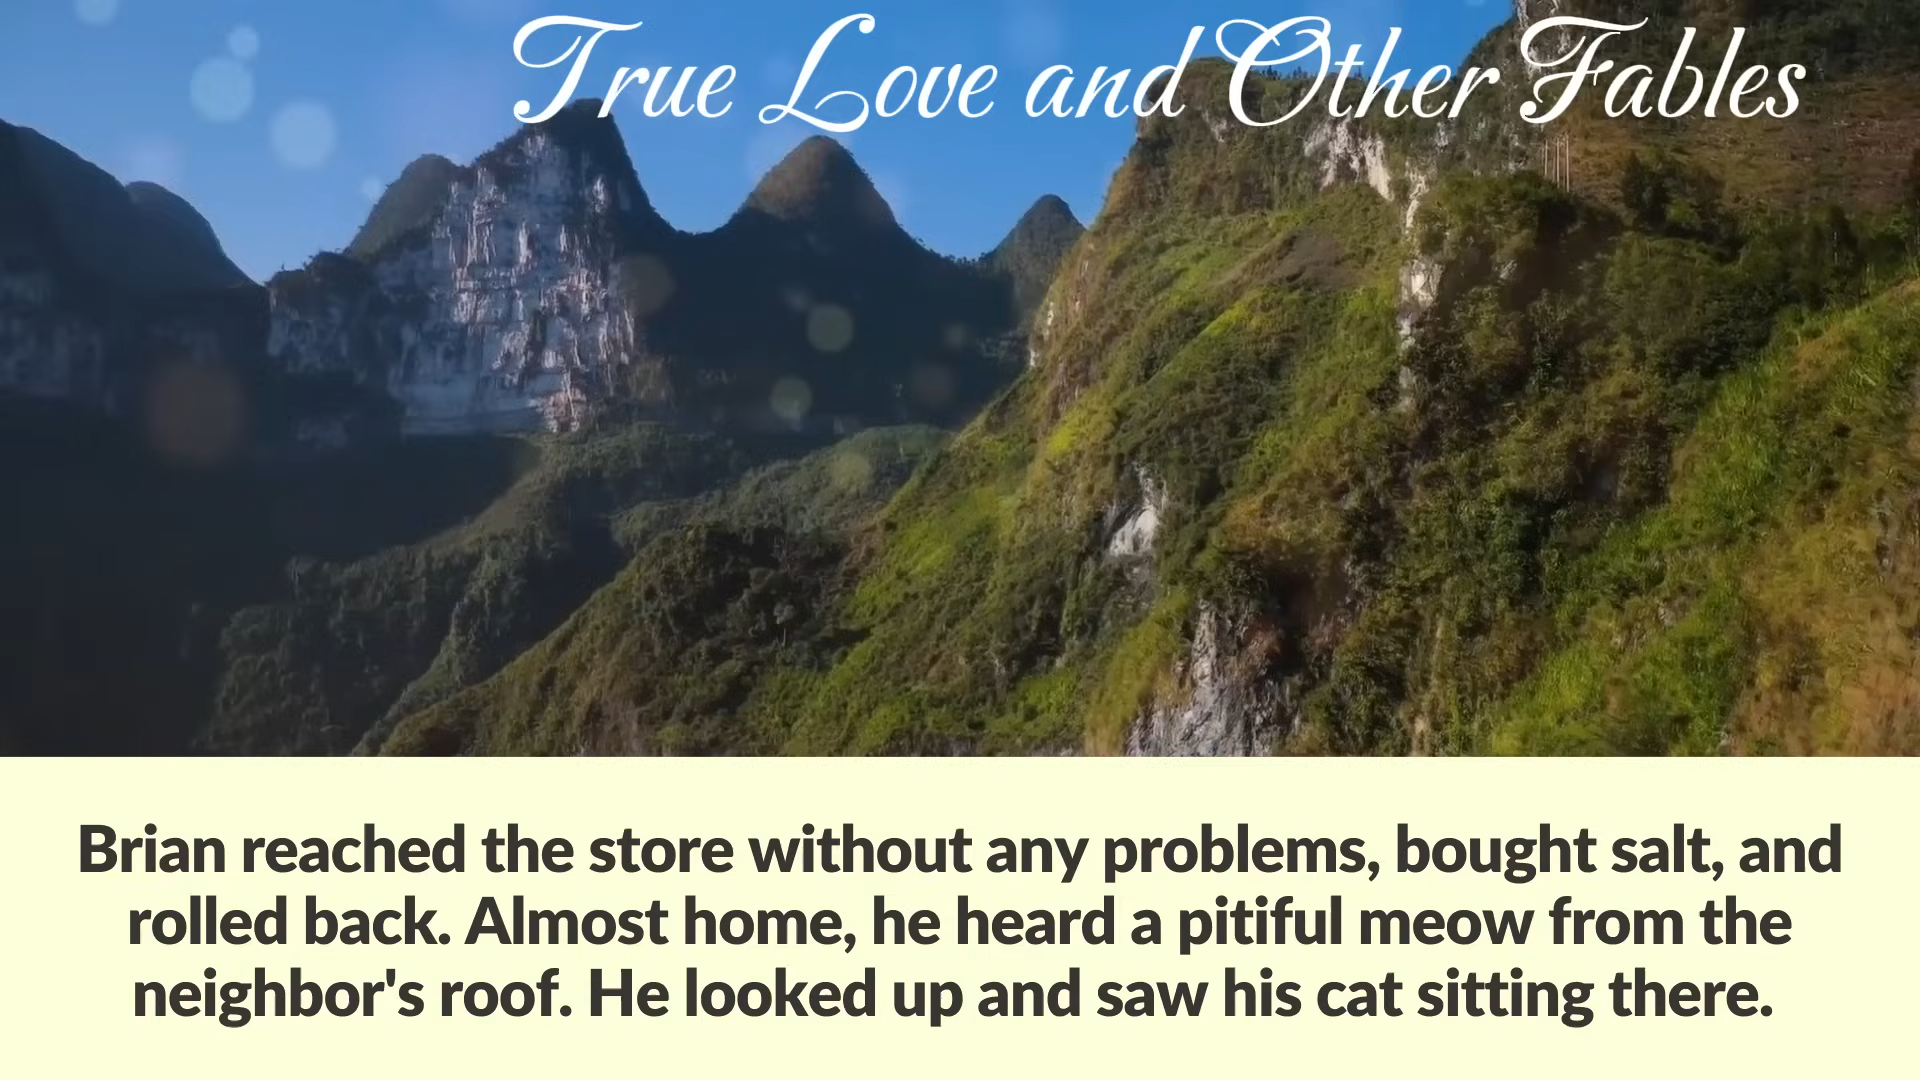 True Love and Other Fables
Brian reached the store without any problems, bought salt, and
rolled back. Almost home, he heard a pitiful meow from the
neighbor's roof. He looked up and saw his cat sitting there.